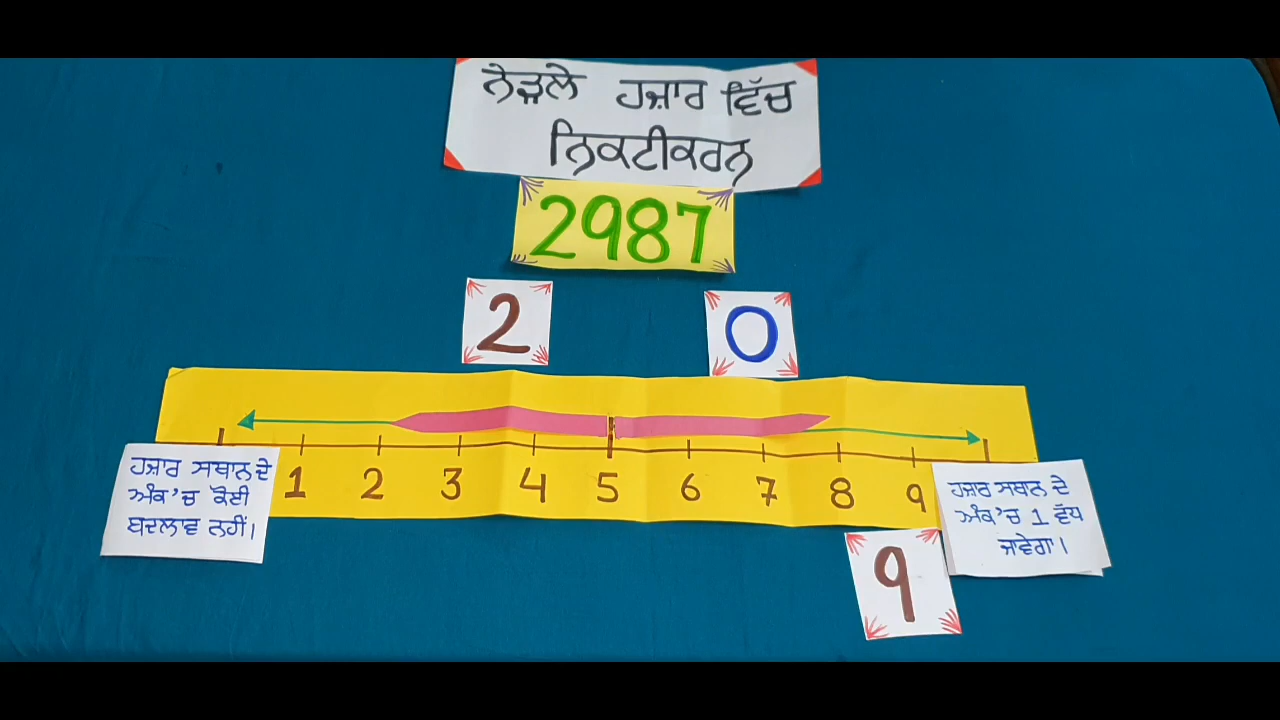 ਨੇੜਲੇ ਹਜ਼ਾਰ ਵਿੱਚ
ਨਿਕਟੀਕਰਨ
2987
2 0
1 2 3 4 5 6 7 8 9
ਹਜ਼ਾਰ ਸਥਾਨ ਦੇ
ਅੰਕ'ਚ ਕੋਈ
ਬਦਲਾਵ ਨਹੀਂ।
ਹਜ਼ਾਰ ਸਥਾਨ ਦੇ
ਅੰਕ'ਚ 1 ਵੱਧ
ਜਾਵੇਗਾ।
9